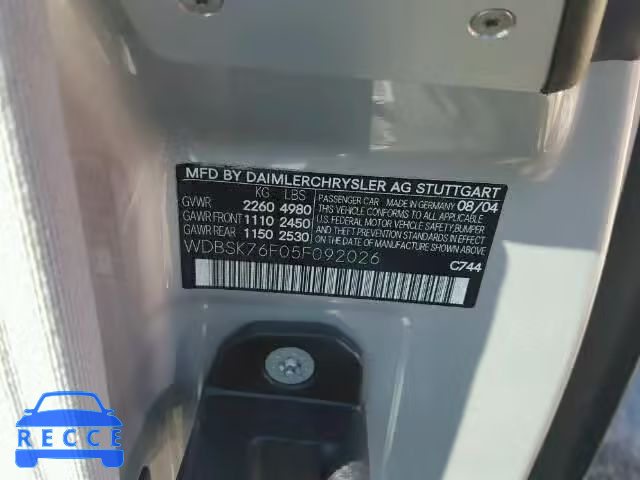 MFD BY DAIMLERCHRYSLER AG STUTTGART
KG LBS
GVWR 2260 4980
GAWR FRONT 1110 2450
GAWR REAR 1150 2530
PASSENGER CAR MADE IN GERMANY 08/04
THIS VEHICLE CONFORMS TO ALL APPLICABLE
U.S. FEDERAL MOTOR VEHICLE SAFETY, BUMPER
AND THEFT PREVENTION STANDARDS IN EFFECT
ON THE DATE OF MANUFACTURE SHOWN ABOVE
WDBSK76F05F092026
C744
RECCE